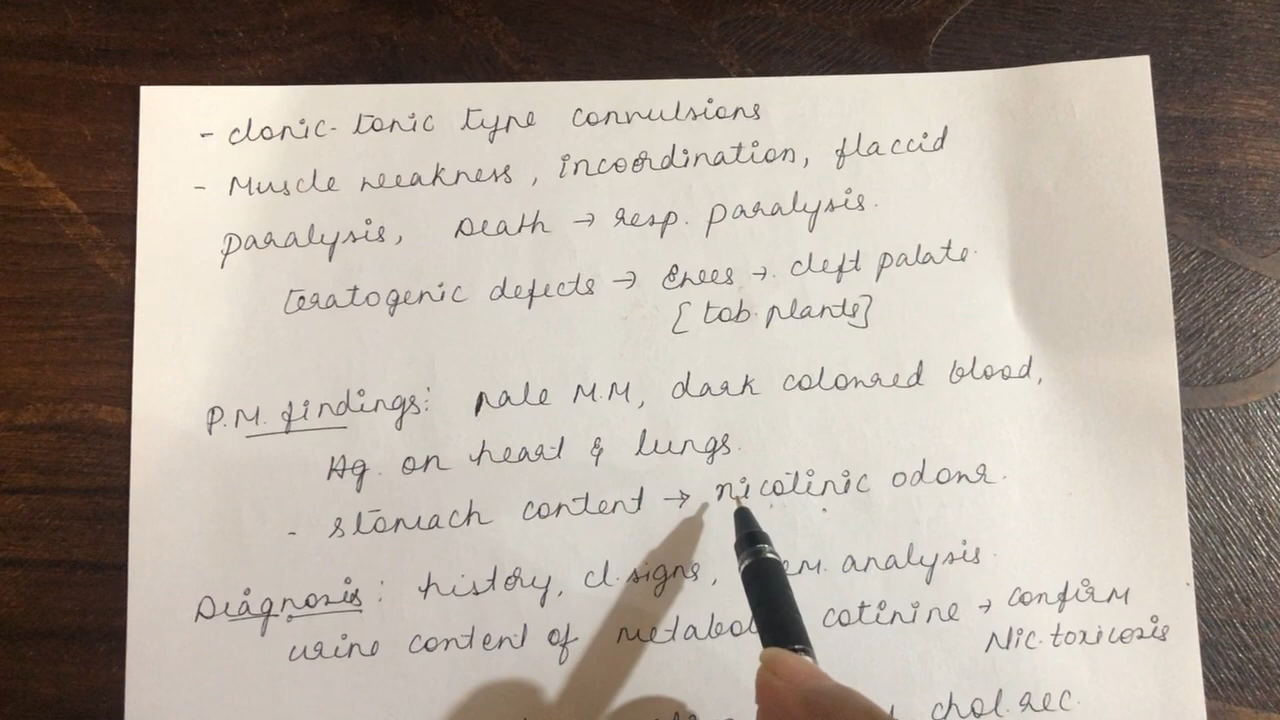 - clonic-tonic type convulsions
- Muscle weakness, incoordination, flaccid
paralysis, Death → resp. paralysis.
teratogenic defects → Ewes → cleft palate.
[tob. plants]
P.M. findings: pale M.M, dark coloured blood,
Hg. on heart & lungs.
- stomach content → nicotinic odour.
Diagnosis: history, cl. signs, analysis.
urine content of cotinine → confirm
Nic. toxicosis
chol. rec.